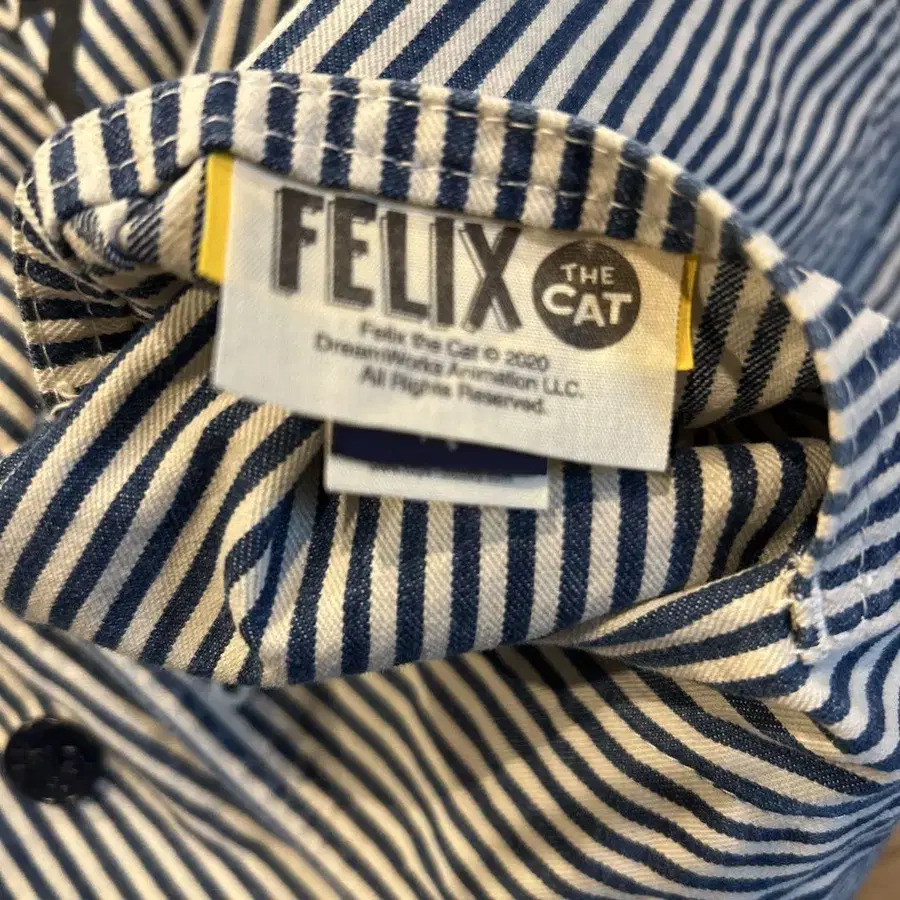 FELIX
THE
CAT
Felix the Cat © 2020
DreamWorks Animation LLC.
All Rights Reserved.